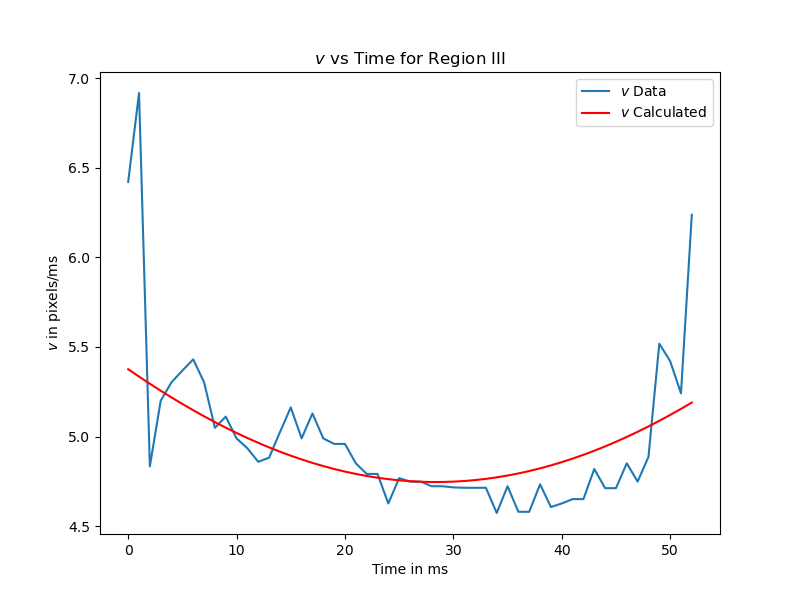 v vs Time for Region III
v Data
v Calculated
7.0
6.5
6.0
5.5
5.0
4.5
v in pixels/ms
0 10 20 30 40 50
Time in ms